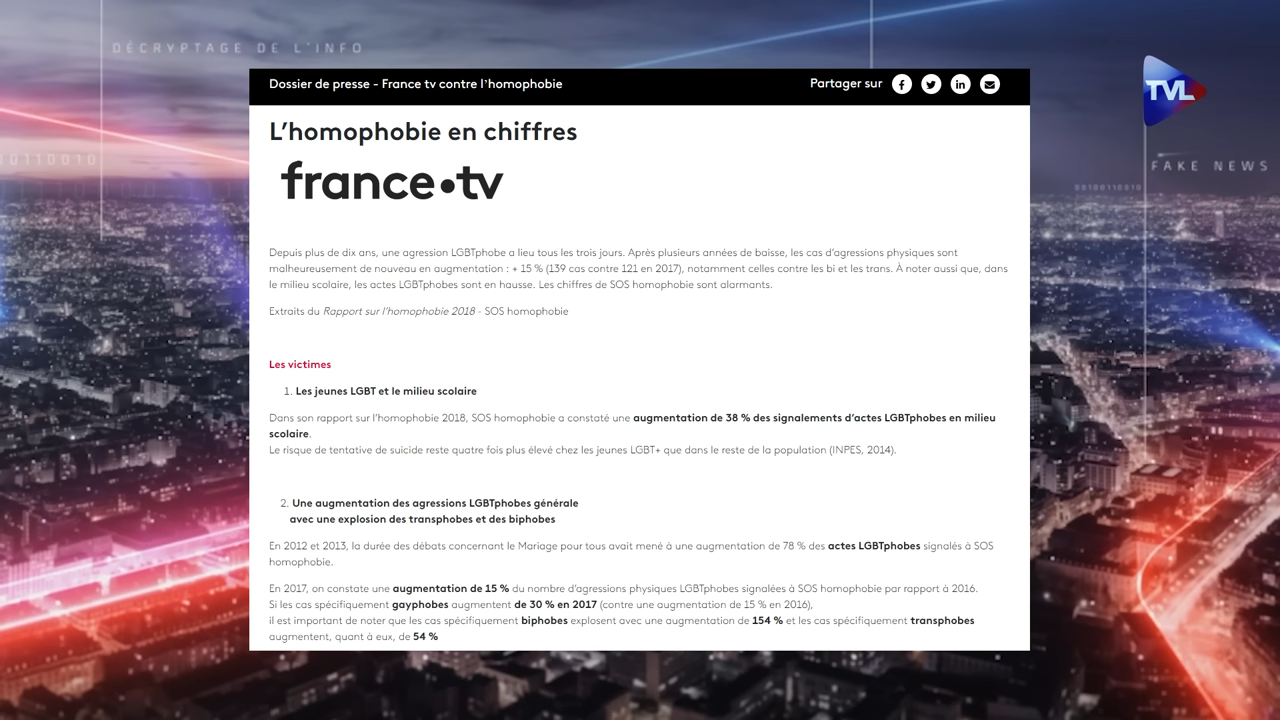 DÉCRYPTAGE DE L'INFO
Dossier de presse - France tv contre l'homophobie
Partager sur
TVL
L'homophobie en chiffres
10110010
FAKE NEWS
france•tv
00100110010
Depuis plus de dix ans, une agression LGBTphobe a lieu tous les trois jours. Après plusieurs années de baisse, les cas d'agressions physiques sont
malheureusement de nouveau en augmentation : + 15 % (139 cas contre 121 en 2017), notamment celles contre les bi et les trans. À noter aussi que, dans
le milieu scolaire, les actes LGBTphobes sont en hausse. Les chiffres de SOS homophobie sont alarmants.
Extraits du Rapport sur l'homophobie 2018 - SOS homophobie
Les victimes
1. Les jeunes LGBT et le milieu scolaire
Dans son rapport sur l'homophobie 2018, SOS homophobie a constaté une augmentation de 38 % des signalements d'actes LGBTphobes en milieu
scolaire.
Le risque de tentative de suicide reste quatre fois plus élevé chez les jeunes LGBT+ que dans le reste de la population (INPES, 2014).
2. Une augmentation des agressions LGBTphobes générale
avec une explosion des transphobes et des biphobes
En 2012 et 2013, la durée des débats concernant le Mariage pour tous avait mené à une augmentation de 78 % des actes LGBTphobes signalés à SOS
homophobie.
En 2017, on constate une augmentation de 15 % du nombre d'agressions physiques LGBTphobes signalées à SOS homophobie par rapport à 2016.
Si les cas spécifiquement gayphobes augmentent de 30 % en 2017 (contre une augmentation de 15 % en 2016),
il est important de noter que les cas spécifiquement biphobes explosent avec une augmentation de 154 % et les cas spécifiquement transphobes
augmentent, quant à eux, de 54 %